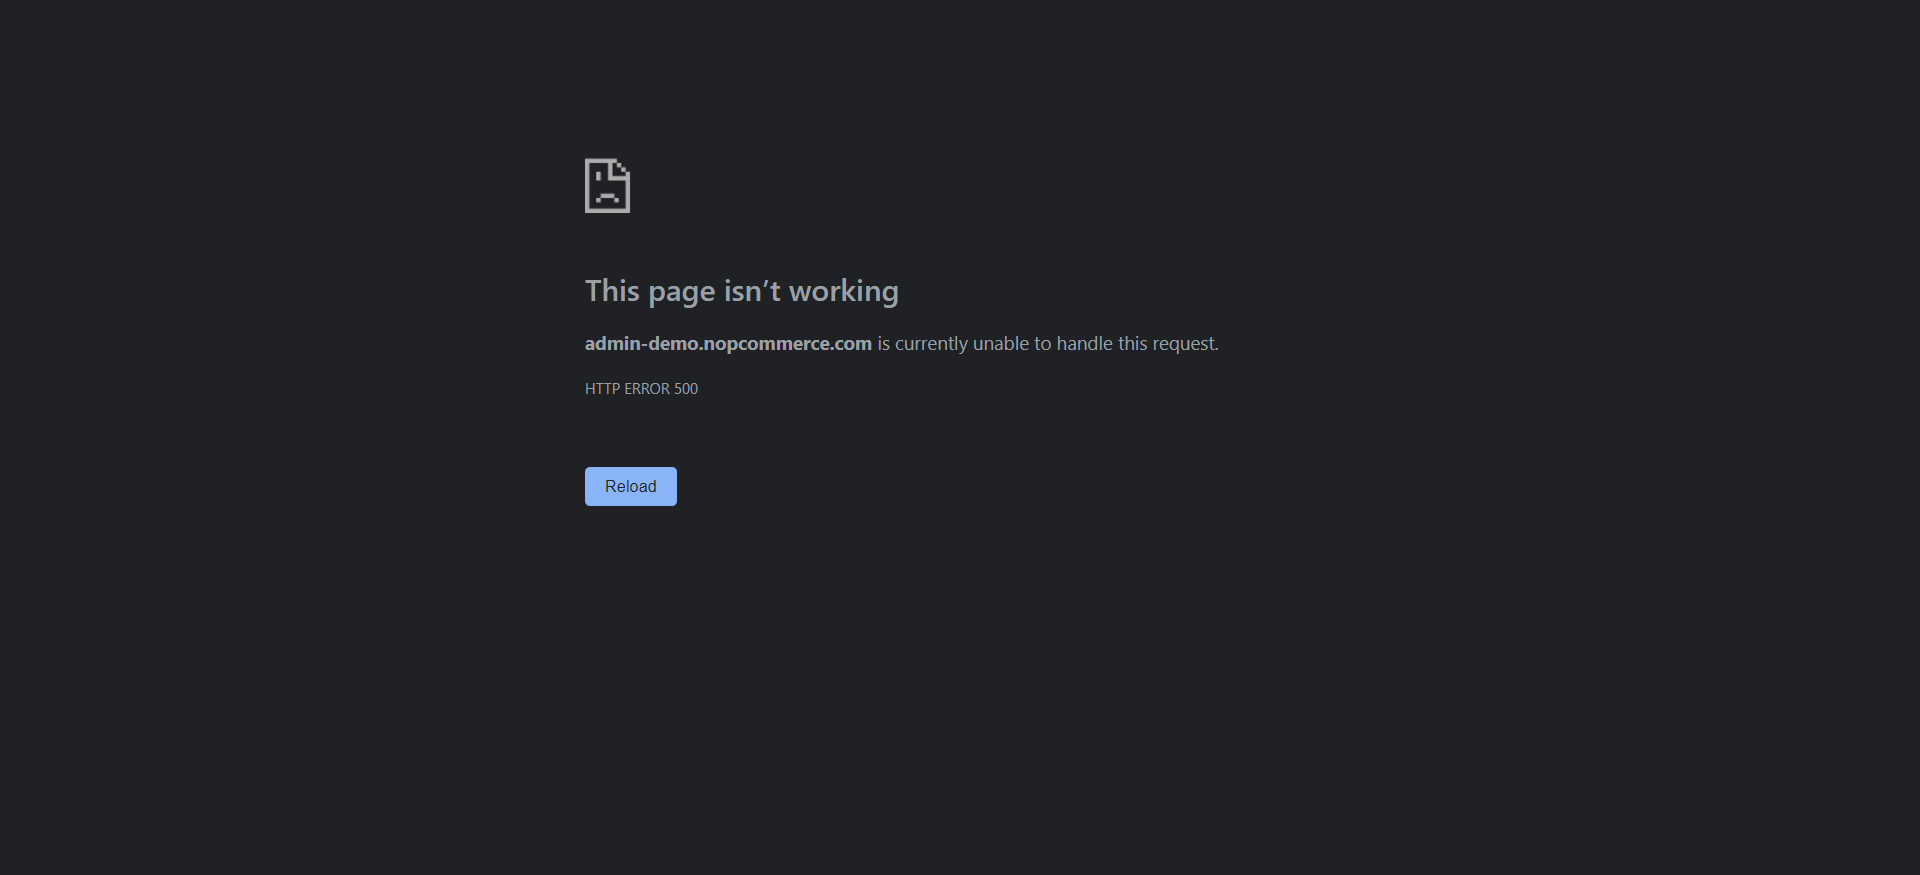 This page isn’t working
admin-demo.nopcommerce.com is currently unable to handle this request.
HTTP ERROR 500
Reload